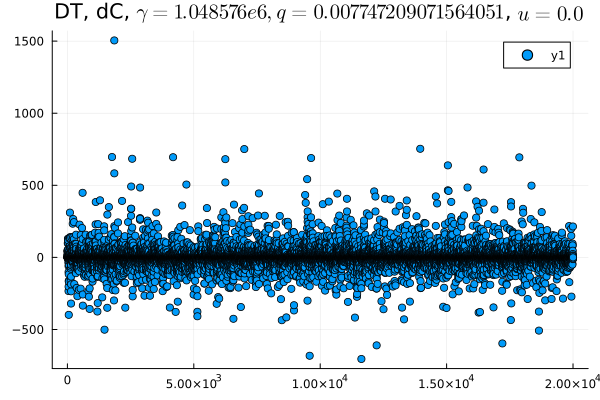 DT, dC, γ = 1.048576e6, q = 0.007747209071564051, u = 0.0
y1
1500
1000
500
0
−500
0 5.00×10³ 1.00×10⁴ 1.50×10⁴ 2.00×10⁴